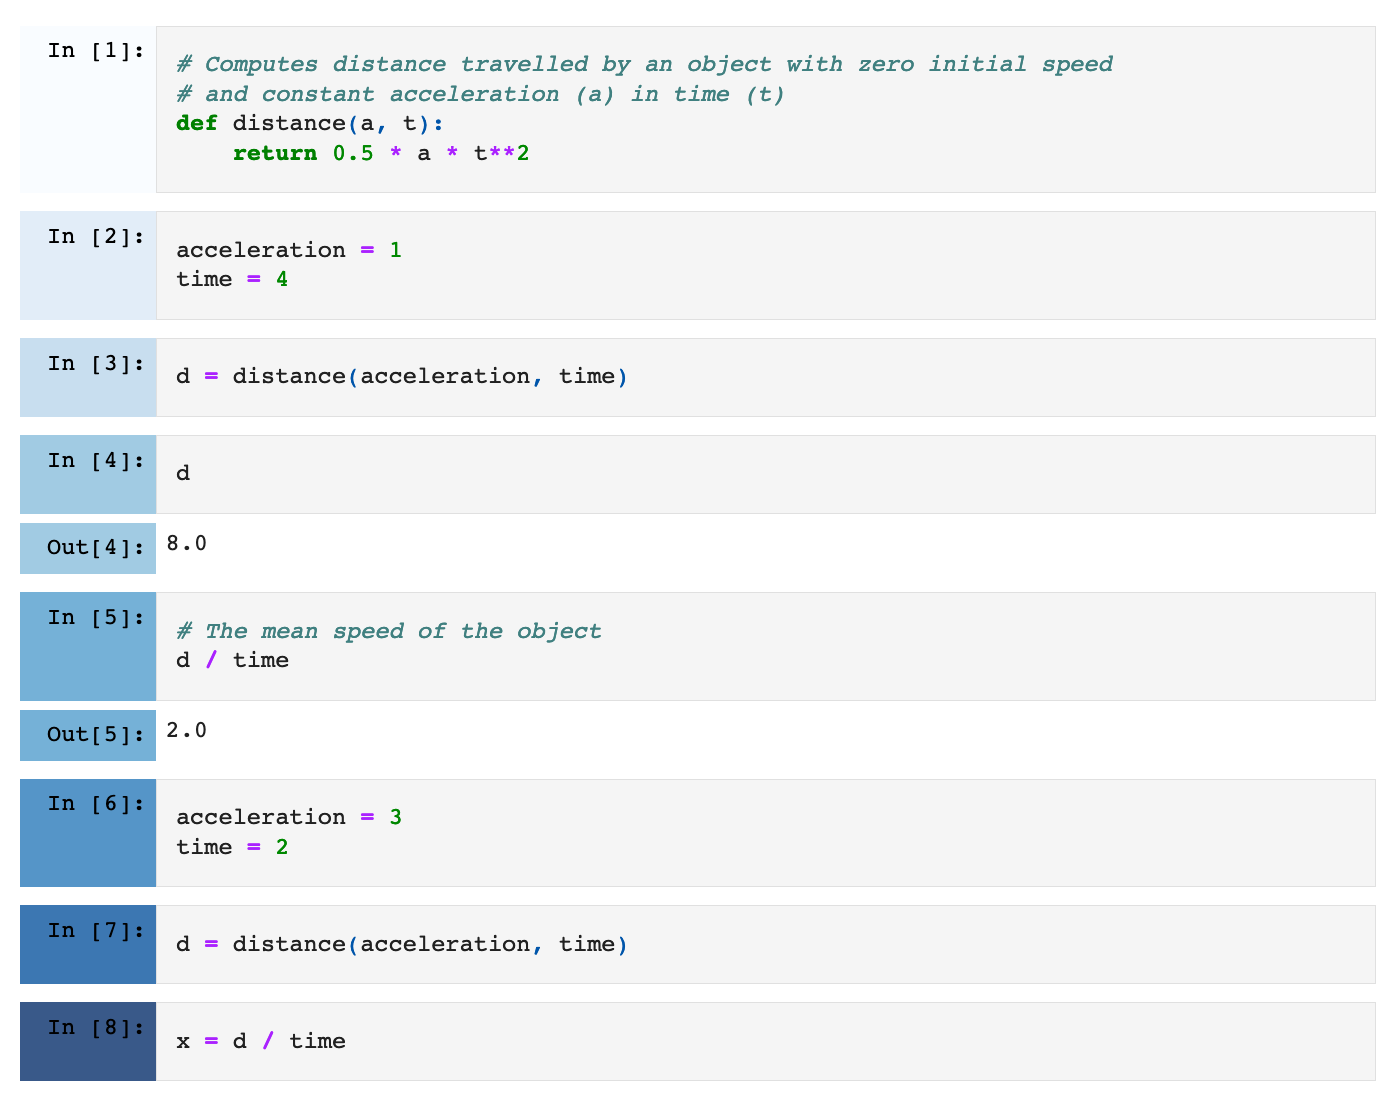 In [1]:
# Computes distance travelled by an object with zero initial speed
# and constant acceleration (a) in time (t)
def distance(a, t):
    return 0.5 * a * t**2
In [2]:
acceleration = 1
time = 4
In [3]:
d = distance(acceleration, time)
In [4]:
d
Out[4]:
8.0
In [5]:
# The mean speed of the object
d / time
Out[5]:
2.0
In [6]:
acceleration = 3
time = 2
In [7]:
d = distance(acceleration, time)
In [8]:
x = d / time